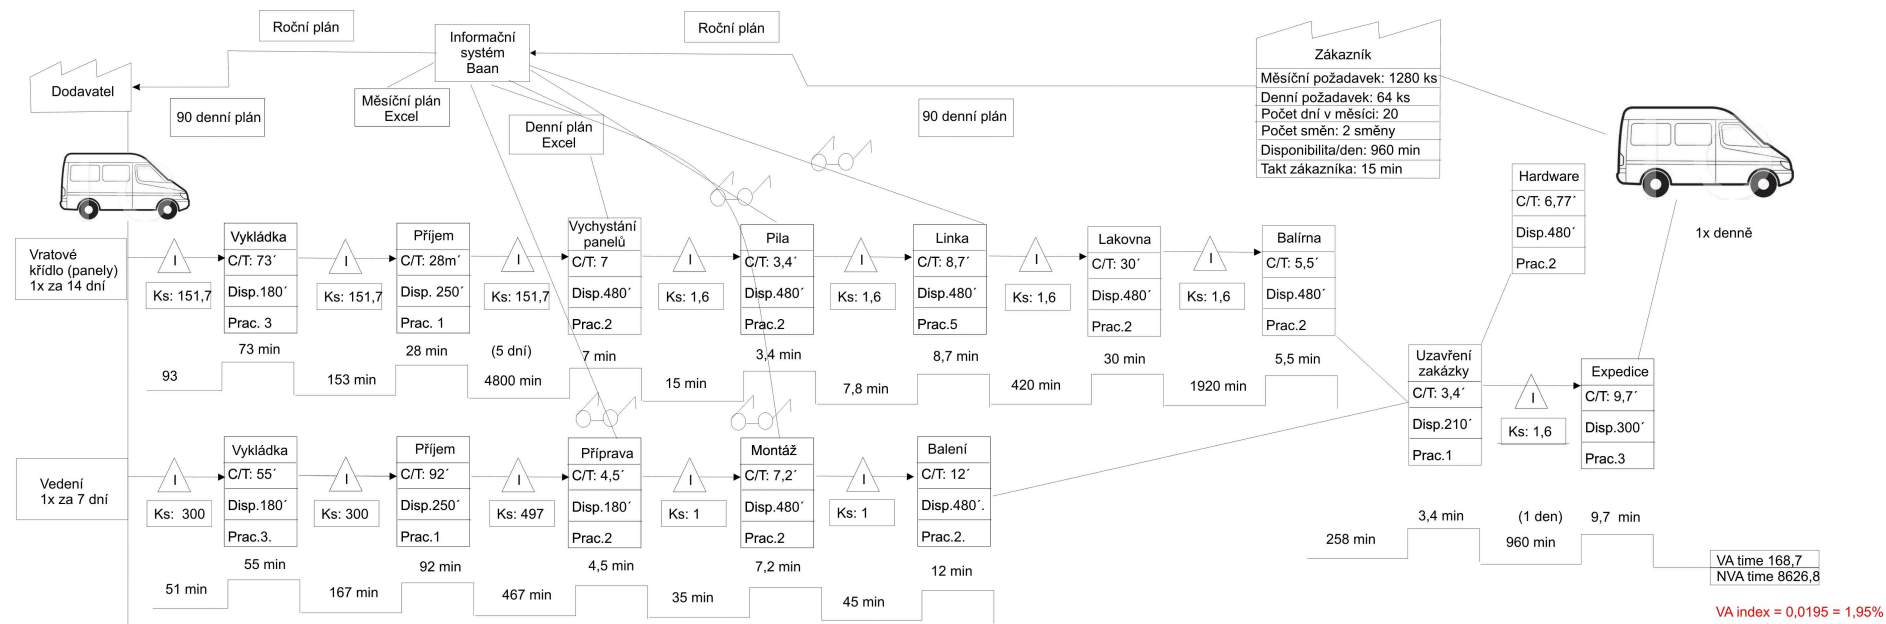 Roční plán
Informační
systém
Baan
Roční plán
Zákazník
Měsíční požadavek: 1280 ks
Denní požadavek: 64 ks
Počet dní v měsíci: 20
Počet směn: 2 směny
Disponibilita/den: 960 min
Takt zákazníka: 15 min
Dodavatel
90 denní plán
Měsíční plán
Excel
Denní plán
Excel
90 denní plán
Hardware
C/T: 6,77´
Disp.480´
Prac.2
1x denně
Vratové
křídlo (panely)
1x za 14 dní
I
Ks: 151,7
Vykládka
C/T: 73´
Disp.180´
Prac. 3
I
Ks: 151,7
Příjem
C/T: 28m´
Disp. 250´
Prac. 1
I
Ks: 151,7
Vychystání
panelů
C/T: 7
Disp.480´
Prac.2
I
Ks: 1,6
Pila
C/T: 3,4´
Disp.480´
Prac.2
I
Ks: 1,6
Linka
C/T: 8,7´
Disp.480´
Prac.5
I
Ks: 1,6
Lakovna
C/T: 30´
Disp.480´
Prac.2
I
Ks: 1,6
Balírna
C/T: 5,5´
Disp.480´
Prac.2
93
73 min
153 min
28 min
(5 dní)
4800 min
7 min
15 min
3,4 min
7,8 min
8,7 min
420 min
30 min
1920 min
5,5 min
Uzavření
zakázky
C/T: 3,4´
Disp.210´
Prac.1
I
Ks: 1,6
Expedice
C/T: 9,7´
Disp.300´
Prac.3
Vedení
1x za 7 dní
I
Ks: 300
Vykládka
C/T: 55´
Disp.180´
Prac.3.
I
Ks: 300
Příjem
C/T: 92´
Disp.250´
Prac.1
I
Ks: 497
Příprava
C/T: 4,5´
Disp.180´
Prac.2
I
Ks: 1
Montáž
C/T: 7,2´
Disp.480´
Prac.2
I
Ks: 1
Balení
C/T: 12´
Disp.480´.
Prac.2.
51 min
55 min
167 min
92 min
467 min
4,5 min
35 min
7,2 min
45 min
12 min
258 min
3,4 min
(1 den)
960 min
9,7 min
VA time 168,7
NVA time 8626,8
VA index = 0,0195 = 1,95%